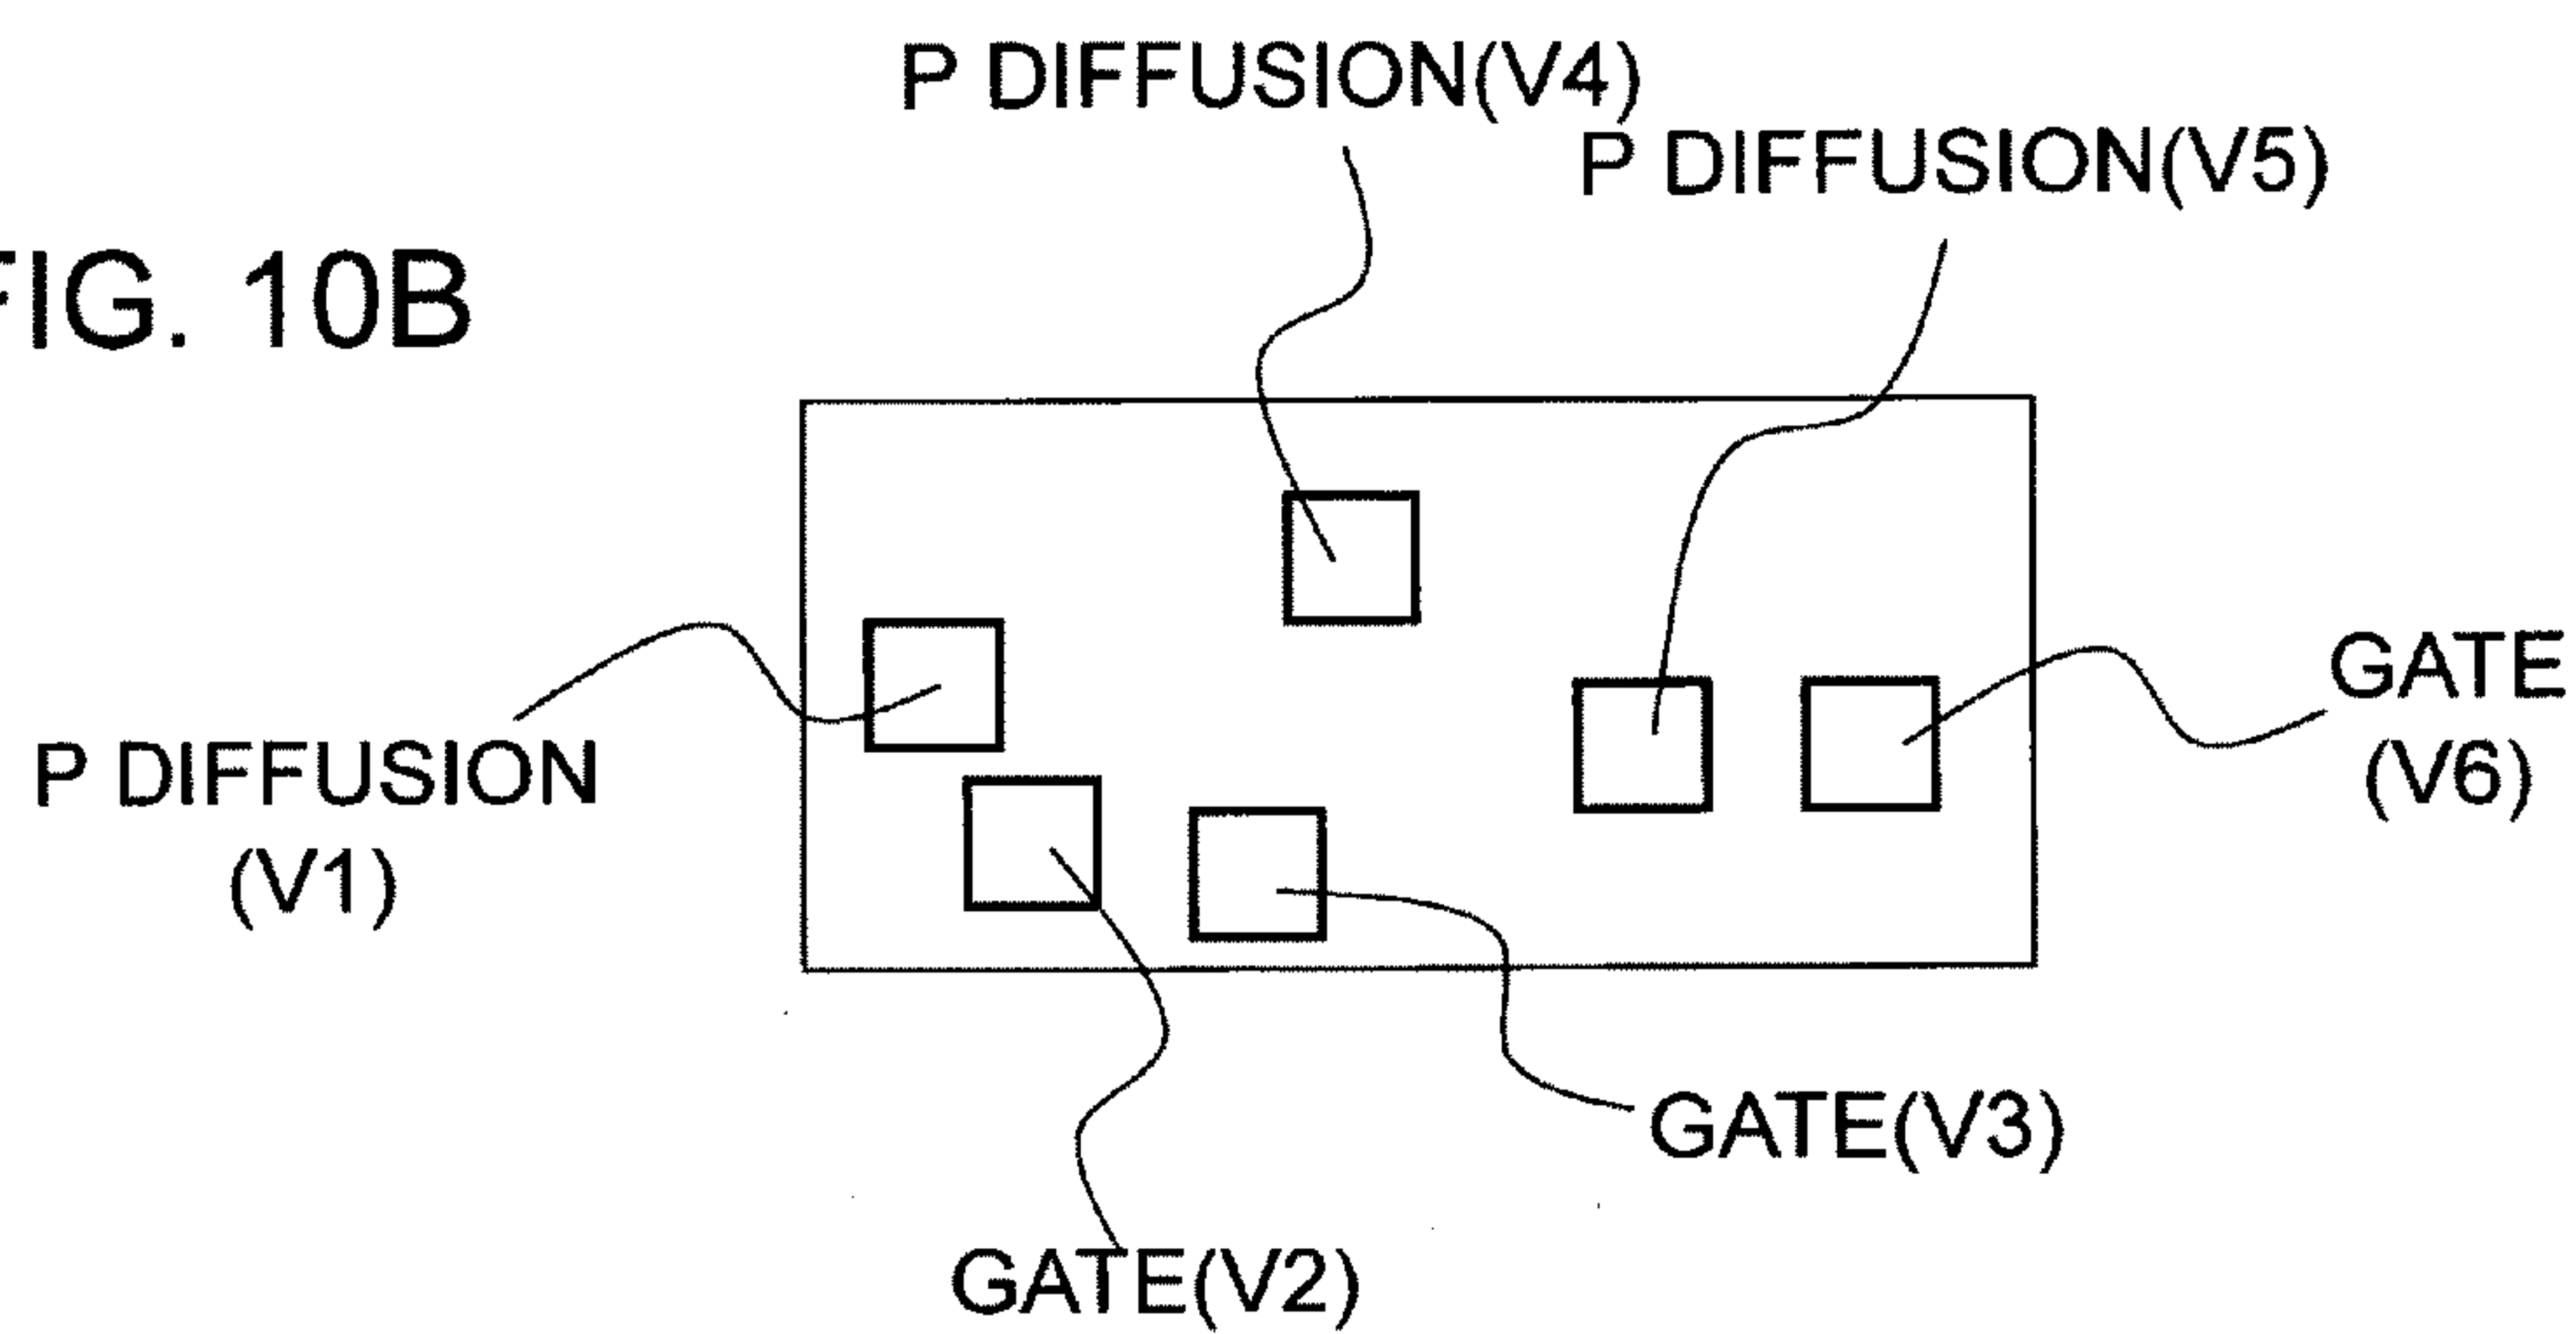 P DIFFUSION(V4)
P DIFFUSION(V5)
FIG. 10B
P DIFFUSION
(V1)
GATE
(V6)
GATE(V3)
GATE(V2)